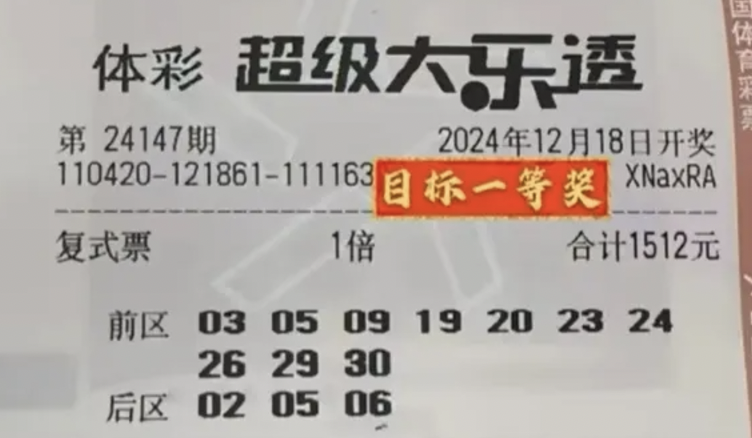 体彩 超级大乐透
第 24147期 2024年12月18日开奖
110420-121861-111163 目标一等奖 XNaxRA
复式票 1倍 合计1512元
前区 03 05 09 19 20 23 24
26 29 30
后区 02 05 06
国体育彩票